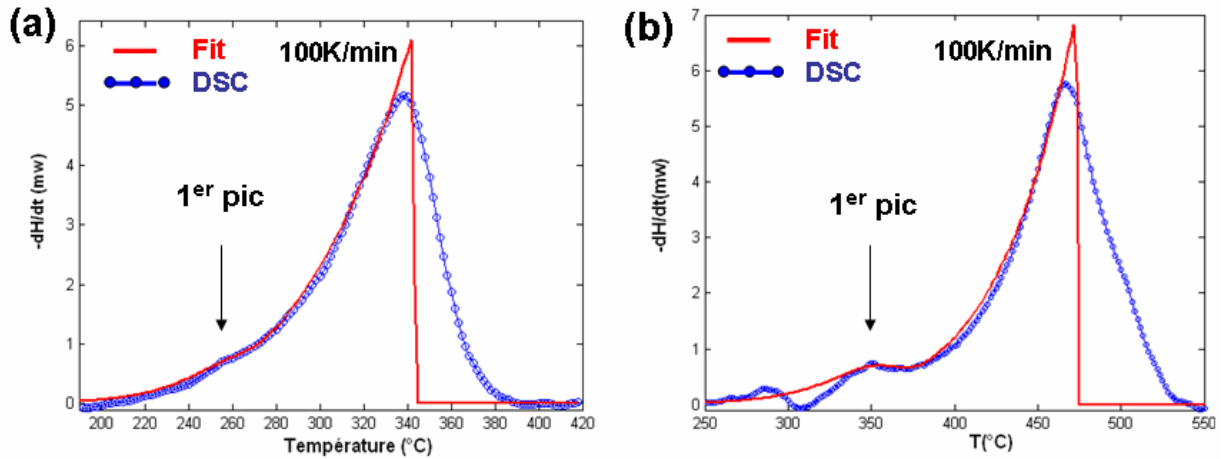 (a)
Fit
DSC
100K/min
1er pic
-dH/dt (mw)
6
5
4
3
2
1
0
200 220 240 260 280 300 320 340 360 380 400 420
Température (°C)
(b)
Fit
DSC
100K/min
1er pic
-dH/dt(mw)
7
6
5
4
3
2
1
0
250 300 350 400 450 500 550
T(°C)